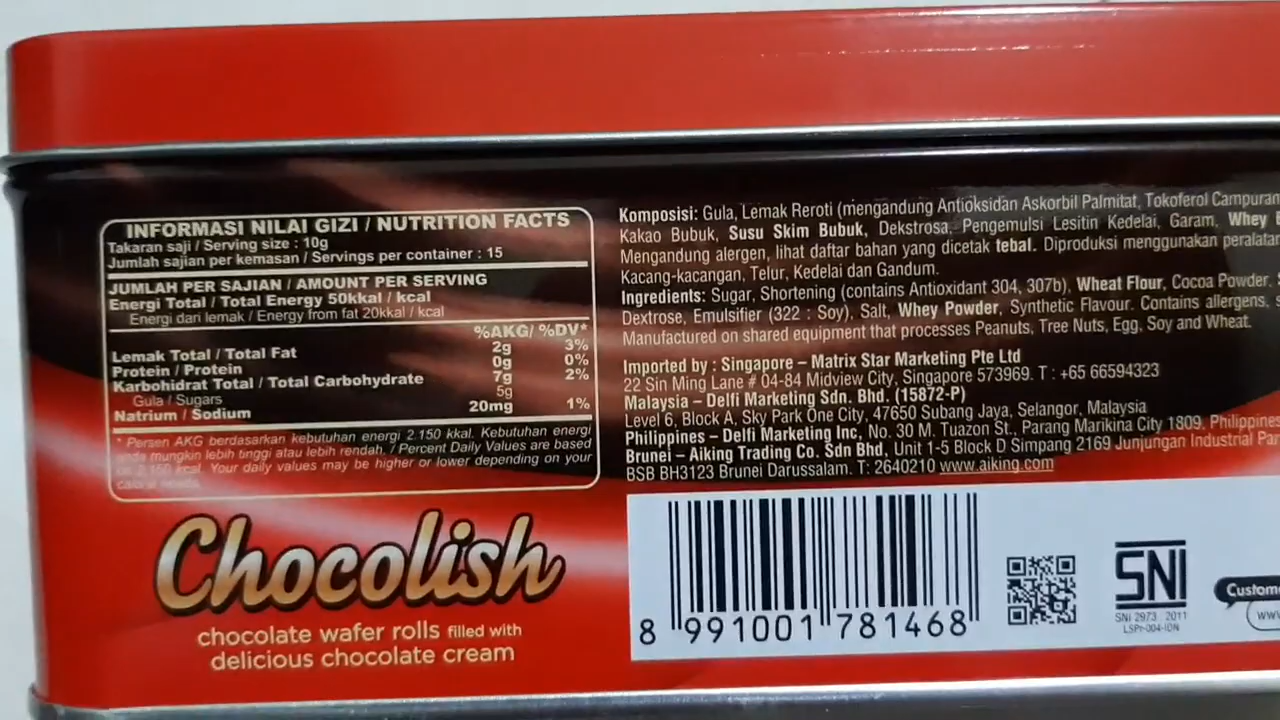 INFORMASI NILAI GIZI / NUTRITION FACTS
Takaran saji / Serving size : 10g
Jumlah sajian per kemasan / Servings per container : 15
JUMLAH PER SAJIAN / AMOUNT PER SERVING
Energi Total / Total Energy 50kkal / kcal
Energi dari lemak / Energy from fat 20kkal / kcal
%AKG/ %DV*
Lemak Total / Total Fat 2g 3%
Protein / Protein 0g 0%
Karbohidrat Total / Total Carbohydrate 7g 2%
Gula / Sugars 5g
Natrium / Sodium 20mg 1%
* Persen AKG berdasarkan kebutuhan energi 2.150 kkal. Kebutuhan energi
anda mungkin lebih tinggi atau lebih rendah. / Percent Daily Values are based
on 2.150 kcal. Your daily values may be higher or lower depending on your
calorie needs.
Chocolish
chocolate wafer rolls filled with
delicious chocolate cream
Komposisi: Gula, Lemak Reroti (mengandung Antioksidan Askorbil Palmitat, Tokoferol Campuran
Kakao Bubuk, Susu Skim Bubuk, Dekstrosa, Pengemulsi Lesitin Kedelai, Garam, Whey
Mengandung alergen, lihat daftar bahan yang dicetak tebal. Diproduksi menggunakan peralatan
Kacang-kacangan, Telur, Kedelai dan Gandum.
Ingredients: Sugar, Shortening (contains Antioxidant 304, 307b), Wheat Flour, Cocoa Powder,
Dextrose, Emulsifier (322 : Soy), Salt, Whey Powder, Synthetic Flavour. Contains allergens,
Manufactured on shared equipment that processes Peanuts, Tree Nuts, Egg, Soy and Wheat.
Imported by : Singapore – Matrix Star Marketing Pte Ltd
22 Sin Ming Lane # 04-84 Midview City, Singapore 573969. T : +65 66594323
Malaysia – Delfi Marketing Sdn. Bhd. (15872-P)
Level 6, Block A, Sky Park One City, 47650 Subang Jaya, Selangor, Malaysia
Philippines – Delfi Marketing Inc, No. 30 M. Tuazon St., Parang Marikina City 1809, Philippines
Brunei – Aiking Trading Co. Sdn Bhd, Unit 1-5 Block D Simpang 2169 Junjungan Industrial
BSB BH3123 Brunei Darussalam. T: 2640210 www.aiking.com
8 991001 781468
SNI
SNI 2973 2011
LSPr-004-IDN